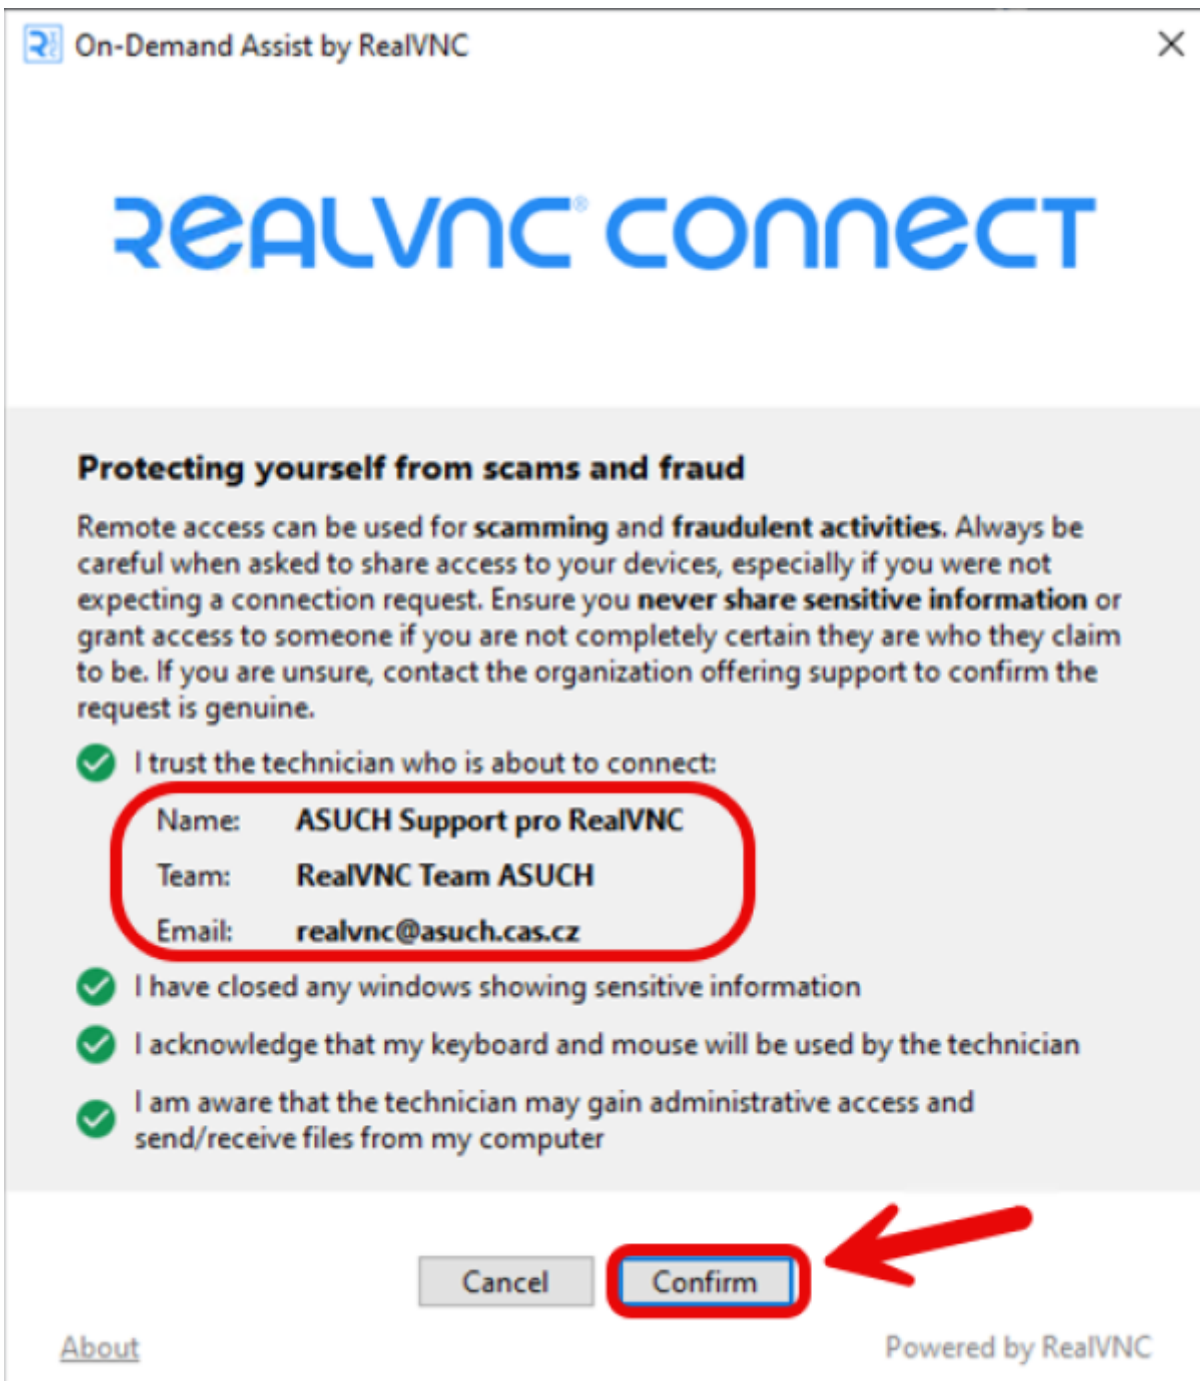 On-Demand Assist by RealVNC
REALVNC® CONNECT
Protecting yourself from scams and fraud
Remote access can be used for scamming and fraudulent activities. Always be
careful when asked to share access to your devices, especially if you were not
expecting a connection request. Ensure you never share sensitive information or
grant access to someone if you are not completely certain they are who they claim
to be. If you are unsure, contact the organization offering support to confirm the
request is genuine.
I trust the technician who is about to connect:
Name: ASUCH Support pro RealVNC
Team: RealVNC Team ASUCH
Email: realvnc@asuch.cas.cz
I have closed any windows showing sensitive information
I acknowledge that my keyboard and mouse will be used by the technician
I am aware that the technician may gain administrative access and
send/receive files from my computer
Cancel Confirm
About Powered by RealVNC